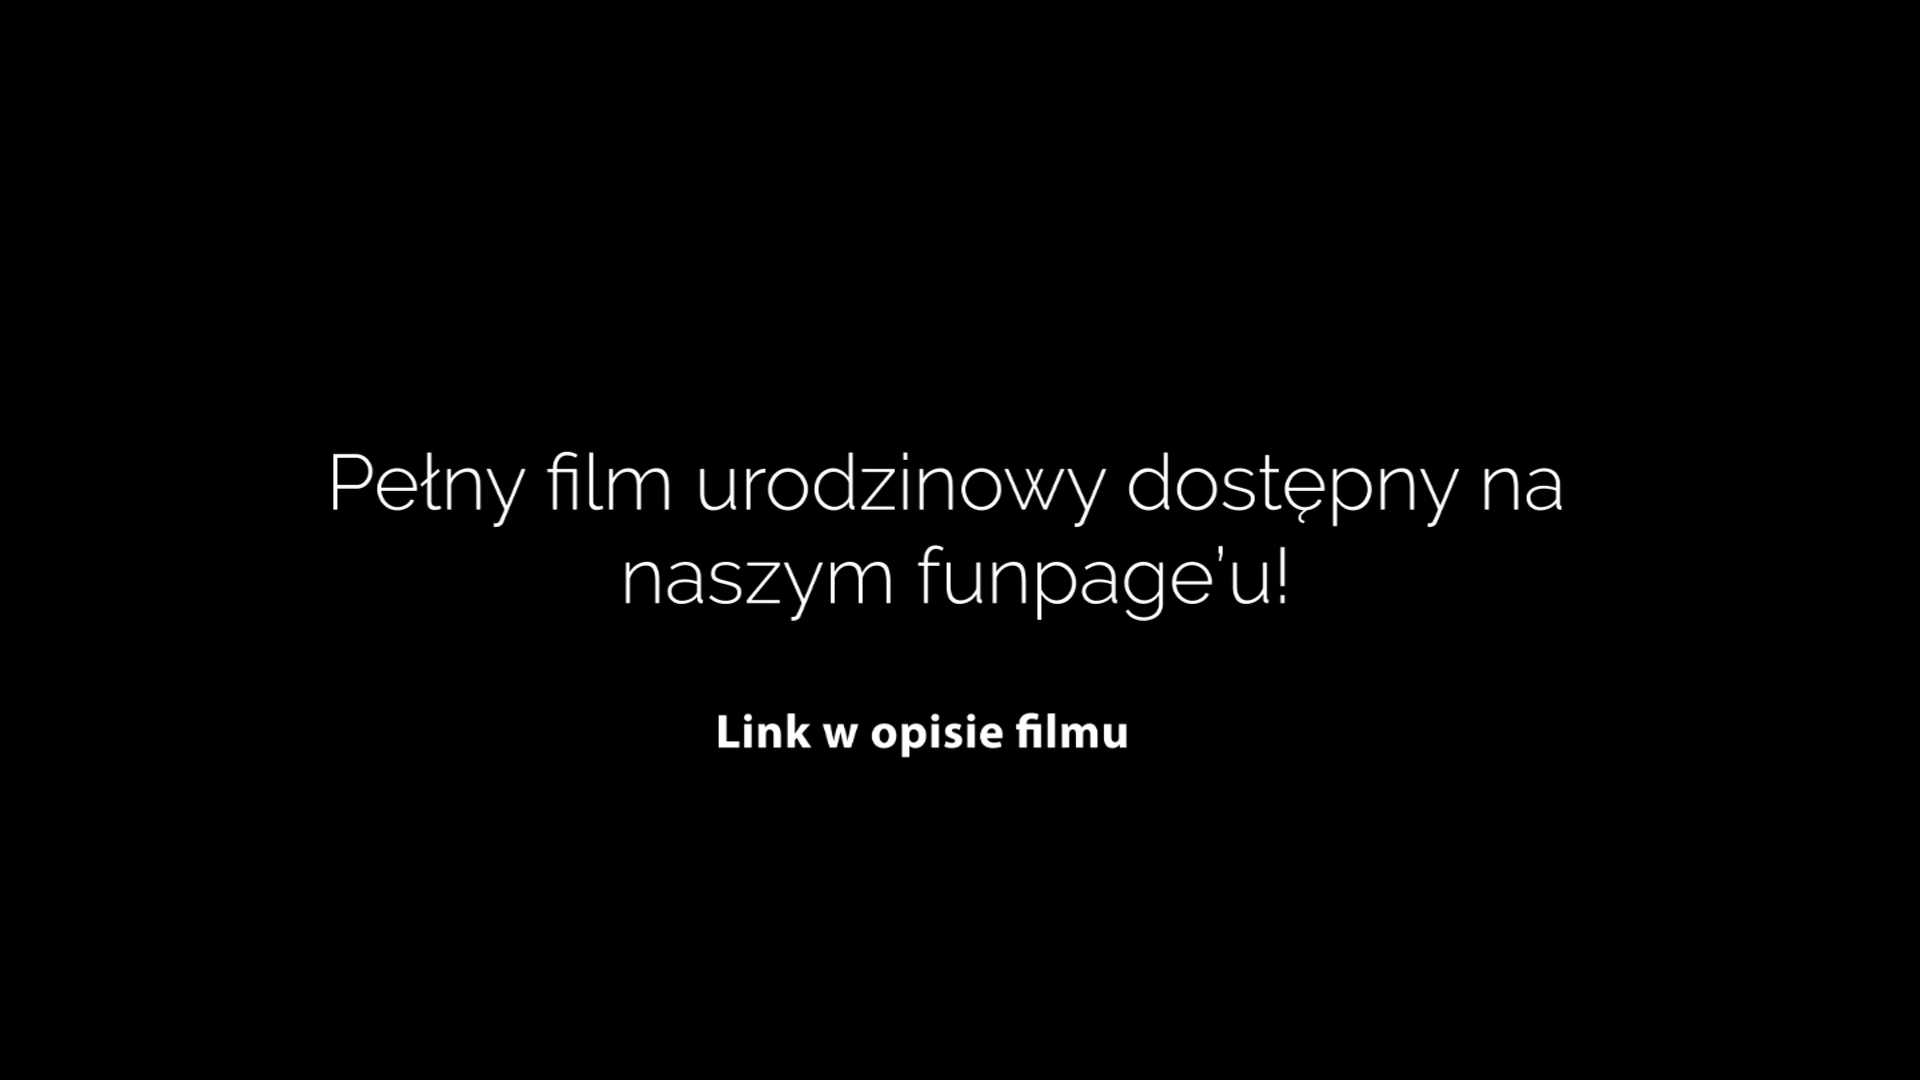 Pełny film urodzinowy dostępny na
naszym funpage’u!
Link w opisie filmu